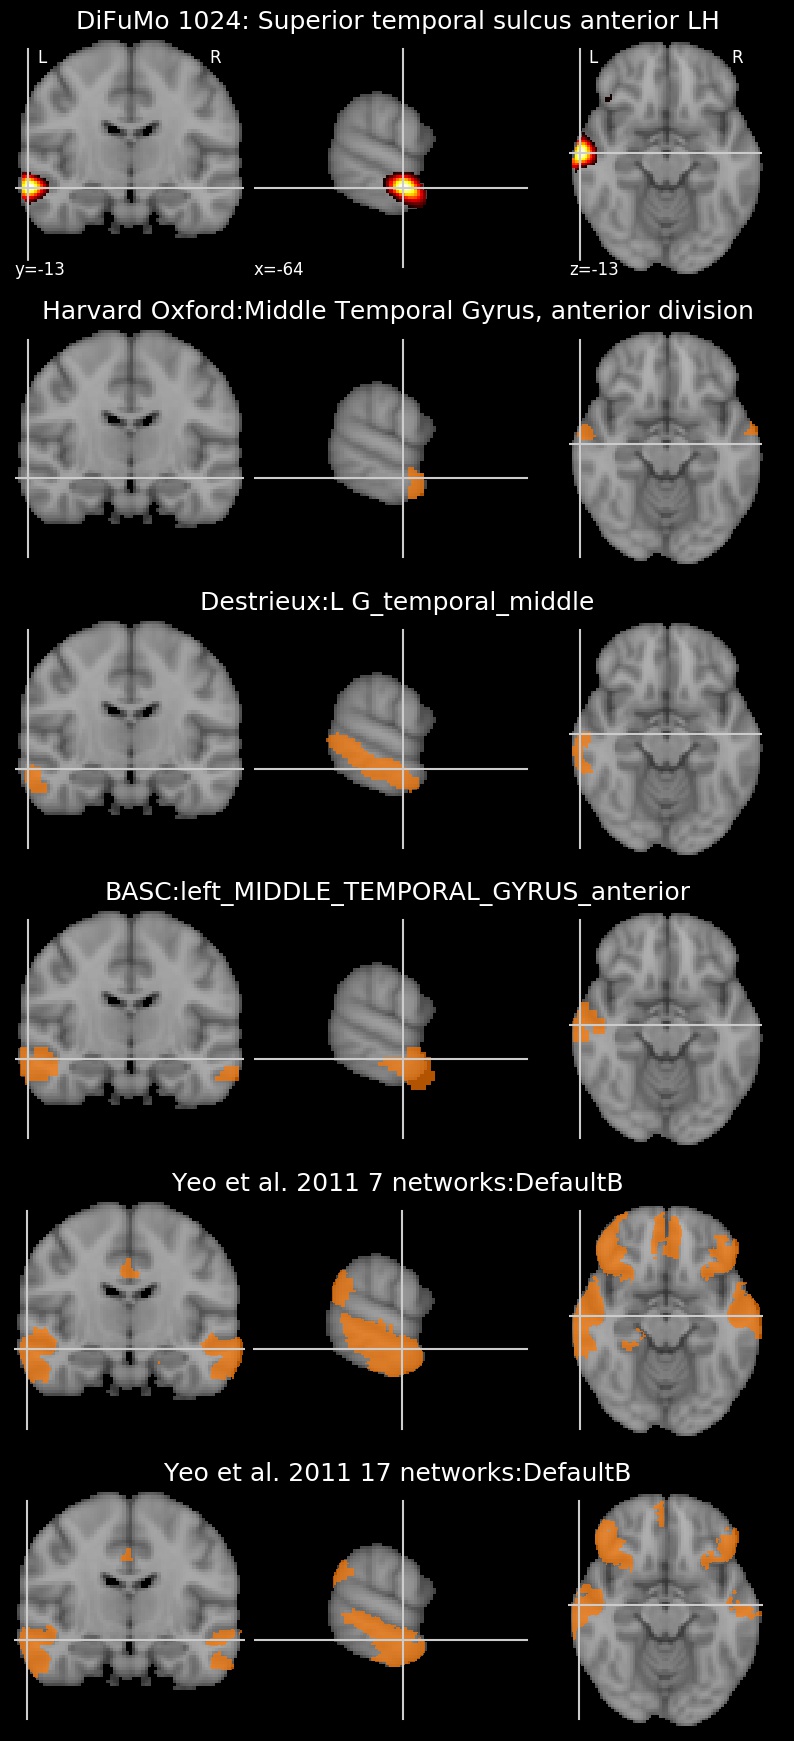 DiFuMo 1024: Superior temporal sulcus anterior LH
L R L R
y=-13 x=-64 z=-13
Harvard Oxford:Middle Temporal Gyrus, anterior division
Destrieux:L G_temporal_middle
BASC:left_MIDDLE_TEMPORAL_GYRUS_anterior
Yeo et al. 2011 7 networks:DefaultB
Yeo et al. 2011 17 networks:DefaultB